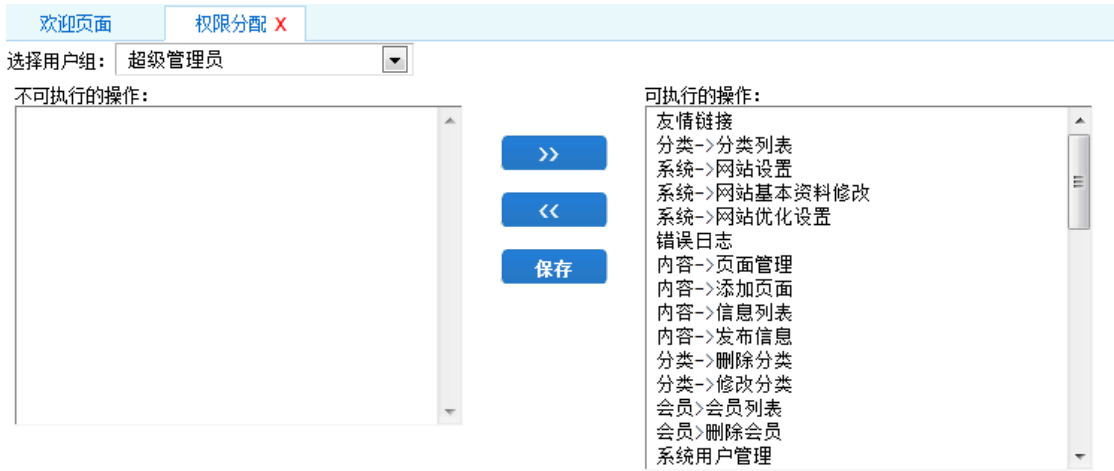 欢迎页面 权限分配 X
选择用户组： 超级管理员
不可执行的操作：
>>
<<
保存
可执行的操作：
友情链接
分类->分类列表
系统->网站设置
系统->网站基本资料修改
系统->网站优化设置
错误日志
内容->页面管理
内容->添加页面
内容->信息列表
内容->发布信息
分类->删除分类
分类->修改分类
会员>会员列表
会员>删除会员
系统用户管理